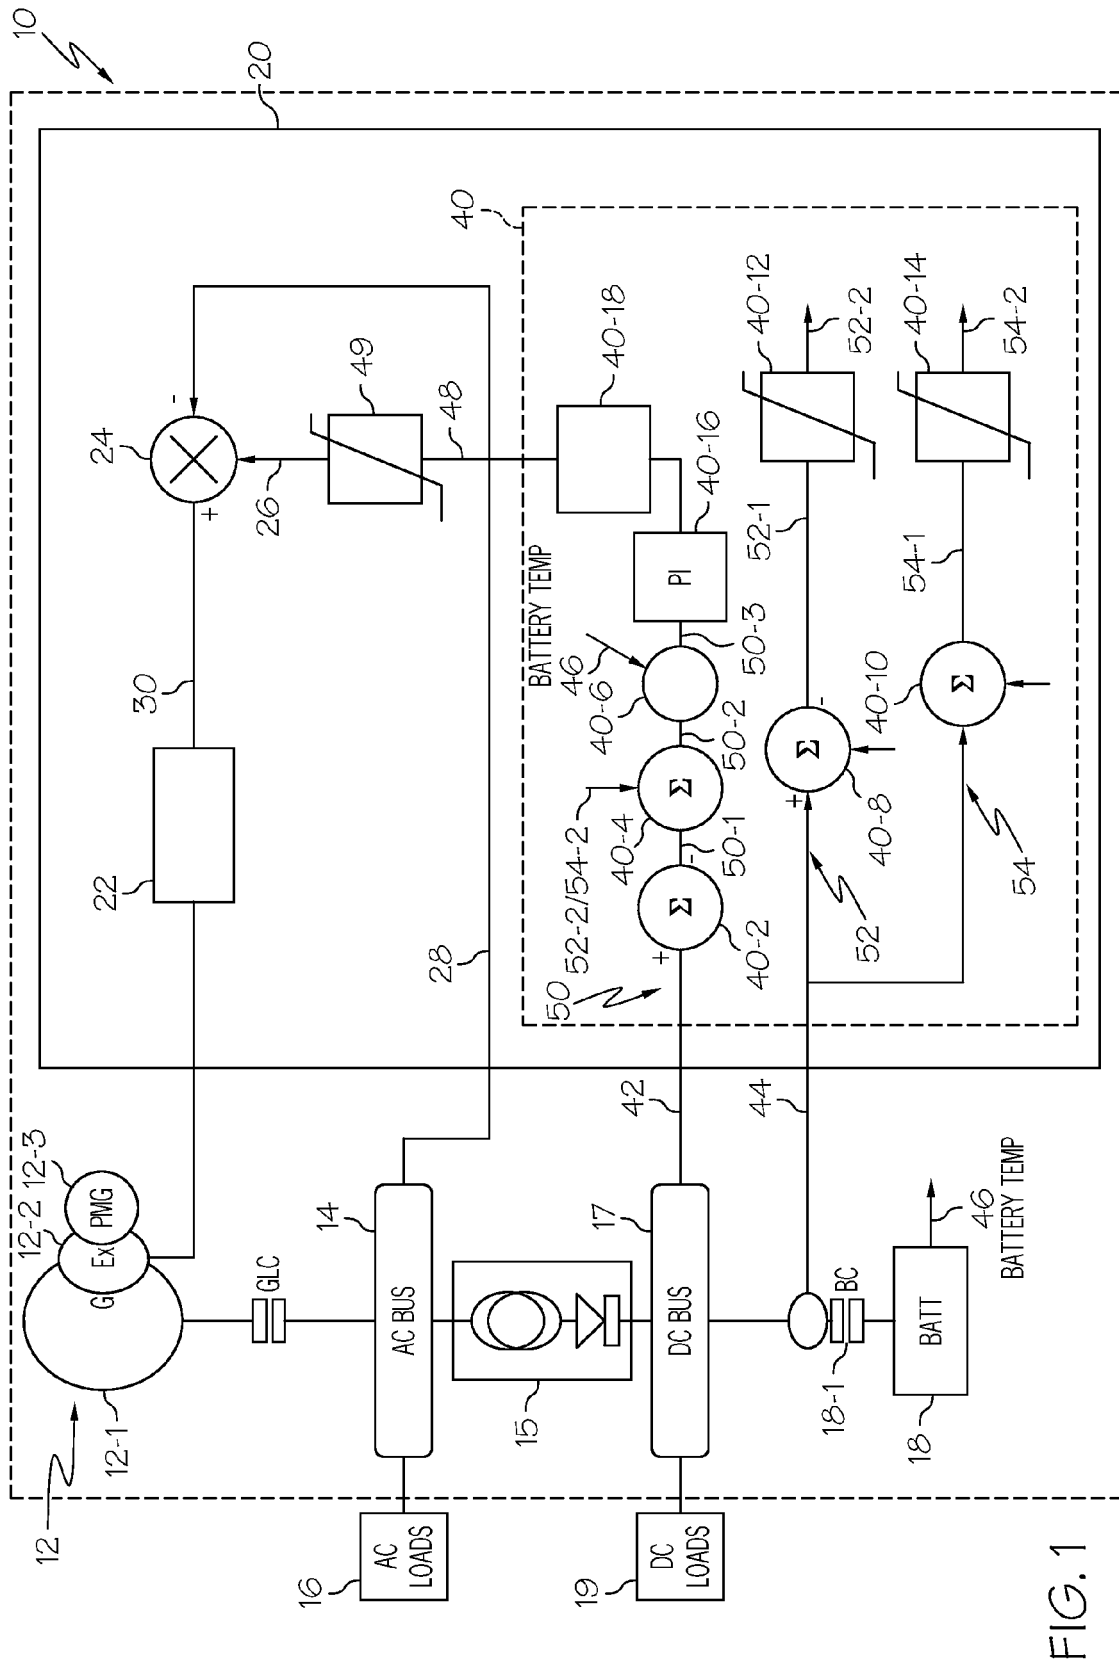 10
20
12
12-1
12-2
12-3
G
Ex
PMG
22
30
24
+
-
26
49
48
28
GLC
14
AC BUS
16
AC
LOADS
15
17
DC BUS
19
DC
LOADS
42
44
18-1
BC
18
BATT
46
BATTERY TEMP
40
50
+
40-2
Σ
-
50-1
52-2/54-2
40-4
Σ
50-2
40-6
46
BATTERY TEMP
50-3
PI
40-16
40-18
52
+
Σ
-
40-8
52-1
40-12
52-2
54
Σ
40-10
54-1
40-14
54-2
FIG. 1